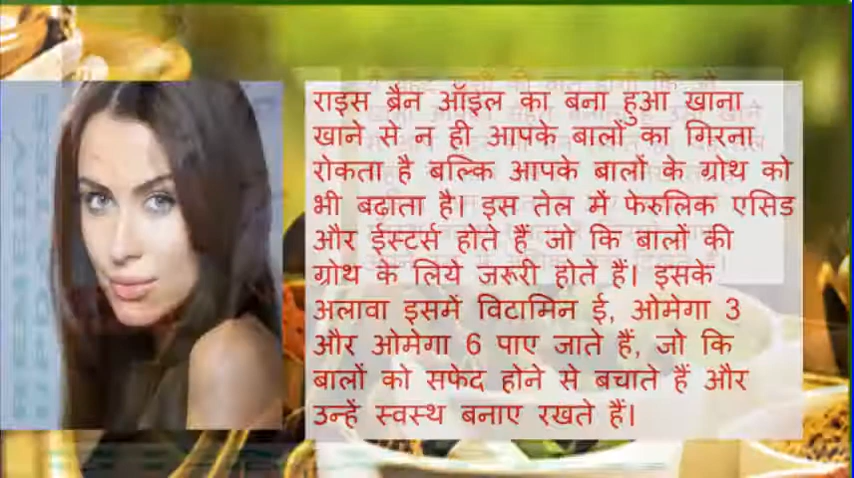 राइस ब्रैन ऑइल का बना हुआ खाना
खाने से न ही आपके बालों का गिरना
रोकता है बल्कि आपके बालों के ग्रोथ को
भी बढाता है। इस तेल में फेरुलिक एसिड
और ईस्टर्स होते हैं जो कि बालों की
ग्रोथ के लिये जरूरी होते हैं। इसके
अलावा इसमें विटामिन ई, ओमेगा 3
और ओमेगा 6 पाए जाते हैं, जो कि
बालों को सफेद होने से बचाते हैं और
उन्हें स्वस्थ बनाए रखते हैं।